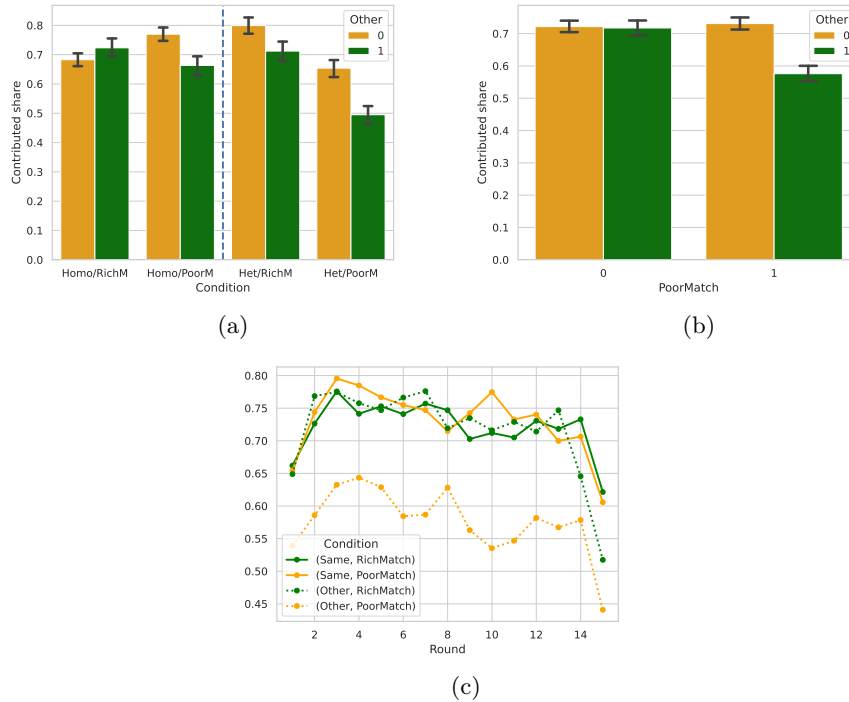 Other
0
1
0.8
0.7
0.6
0.5
0.4
0.3
0.2
0.1
0.0
Contributed share
Homo/RichM Homo/PoorM Het/RichM Het/PoorM
Condition
(a)
Other
0
1
0.7
0.6
0.5
0.4
0.3
0.2
0.1
0.0
Contributed share
0 1
PoorMatch
(b)
0.80
0.75
0.70
0.65
0.60
0.55
0.50
0.45
Contributed share
Condition
(Same, RichMatch)
(Same, PoorMatch)
(Other, RichMatch)
(Other, PoorMatch)
2 4 6 8 10 12 14
Round
(c)